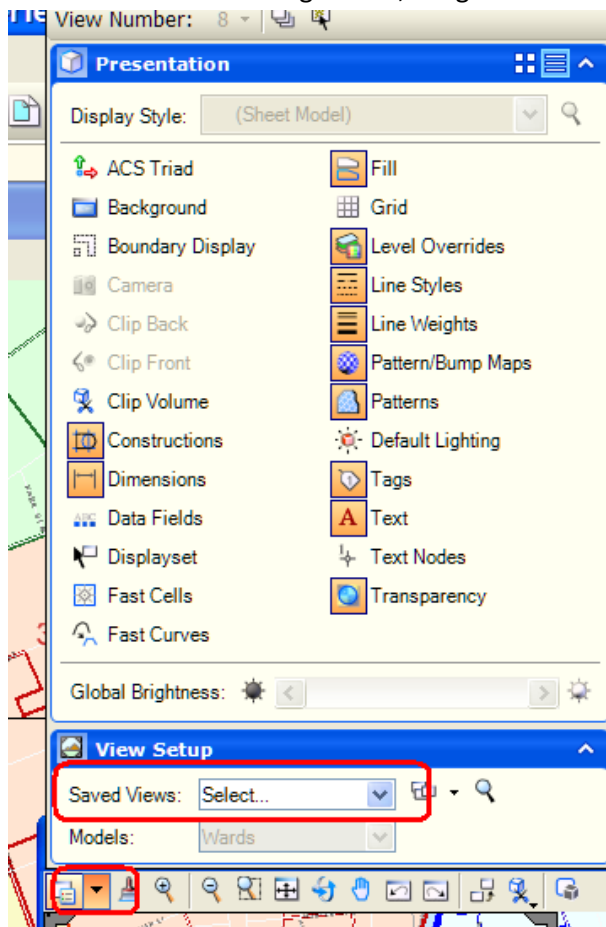 View Number: 8
Presentation
Display Style: (Sheet Model)
ACS Triad Fill
Background Grid
Boundary Display Level Overrides
Camera Line Styles
Clip Back Line Weights
Clip Front Pattern/Bump Maps
Clip Volume Patterns
Constructions Default Lighting
Dimensions Tags
ABC Data Fields A Text
Displayset Text Nodes
Fast Cells Transparency
Fast Curves
Global Brightness:
View Setup
Saved Views: Select...
Models: Wards